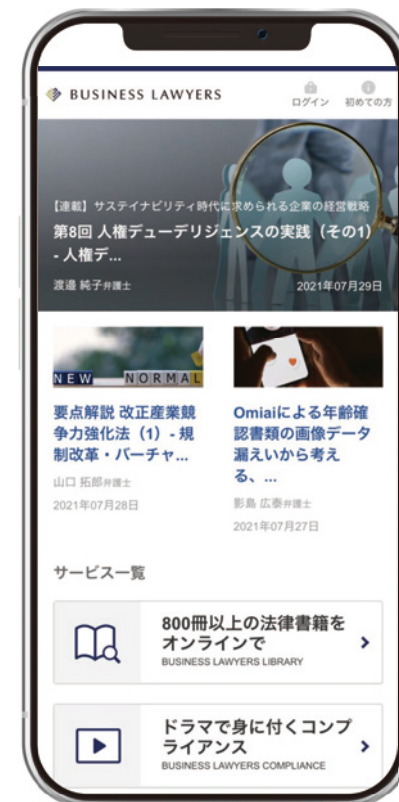 BUSINESS LAWYERS
ログイン 初めての方
【連載】サステイナビリティ時代に求められる企業の経営戦略
第8回 人権デューデリジェンスの実践（その1）
- 人権デ...
渡邉 純子弁護士 2021年07月29日
NEW NORMAL
要点解説 改正産業競
争力強化法（1）- 規
制改革・バーチャ...
山口 拓郎弁護士
2021年07月28日
Omiaiによる年齢確
認書類の画像データ
漏えいから考え
る、...
影島 広泰弁護士
2021年07月27日
サービス一覧
800冊以上の法律書籍を
オンラインで
BUSINESS LAWYERS LIBRARY
ドラマで身に付くコンプ
ライアンス
BUSINESS LAWYERS COMPLIANCE